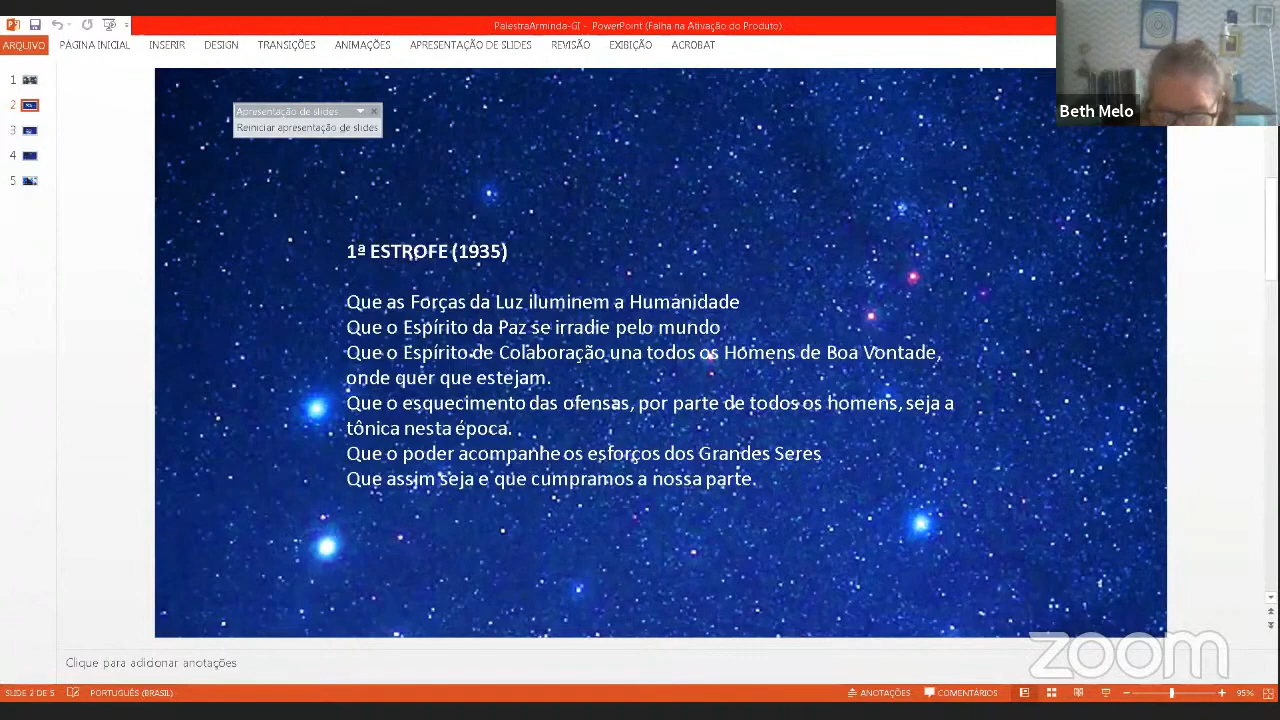 PalestraArminda-GI - PowerPoint (Falha na Ativação do Produto)
ARQUIVO PÁGINA INICIAL INSERIR DESIGN TRANSIÇÕES ANIMAÇÕES APRESENTAÇÃO DE SLIDES REVISÃO EXIBIÇÃO ACROBAT
Beth Melo
1
2
3
4
5
Apresentação de slides
Reiniciar apresentação de slides
1ª ESTROFE (1935)
Que as Forças da Luz iluminem a Humanidade
Que o Espírito da Paz se irradie pelo mundo
Que o Espírito de Colaboração una todos os Homens de Boa Vontade,
onde quer que estejam.
Que o esquecimento das ofensas, por parte de todos os homens, seja a
tônica nesta época.
Que o poder acompanhe os esforços dos Grandes Seres
Que assim seja e que cumpramos a nossa parte.
zoom
Clique para adicionar anotações
SLIDE 2 DE 5 PORTUGUÊS (BRASIL) ANOTAÇÕES COMENTÁRIOS 95%